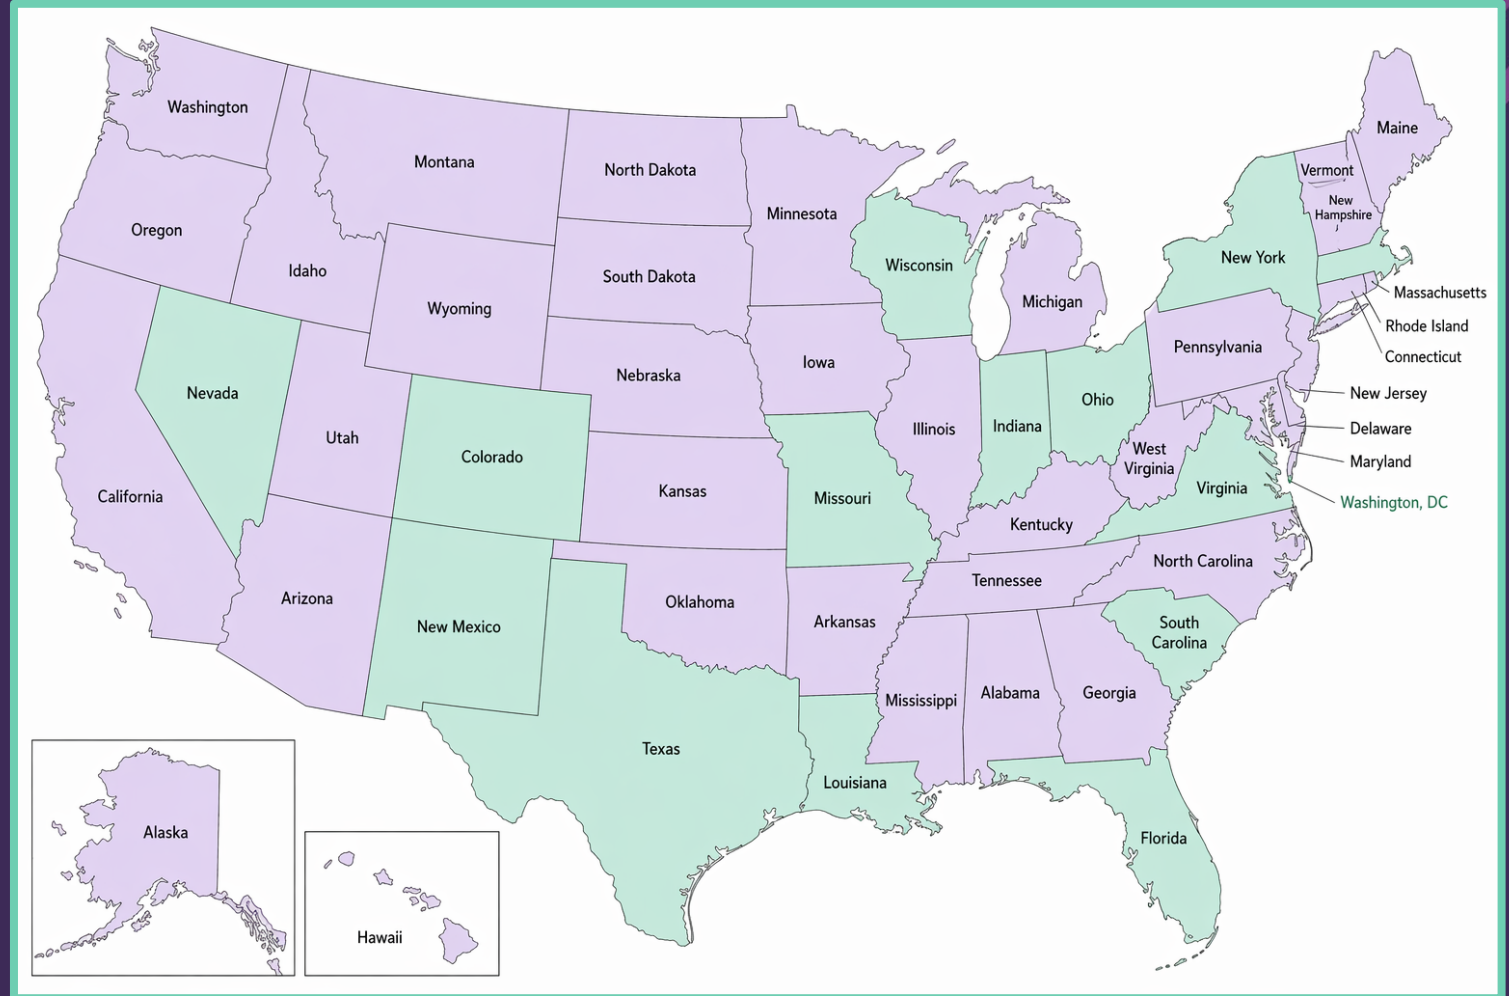 Washington
Maine
Montana
North Dakota
Vermont
Minnesota
New
Hampshire
Oregon
Wisconsin
New York
Idaho
South Dakota
Massachusetts
Michigan
Wyoming
Rhode Island
Pennsylvania
Connecticut
Iowa
Nebraska
Nevada
New Jersey
Ohio
Indiana
Illinois
Delaware
Utah
Colorado
West
Virginia
Maryland
Kansas
Virginia
California
Missouri
Washington, DC
Kentucky
North Carolina
Tennessee
Arizona
Oklahoma
Arkansas
South
Carolina
New Mexico
Mississippi
Alabama
Georgia
Texas
Louisiana
Alaska
Florida
Hawaii